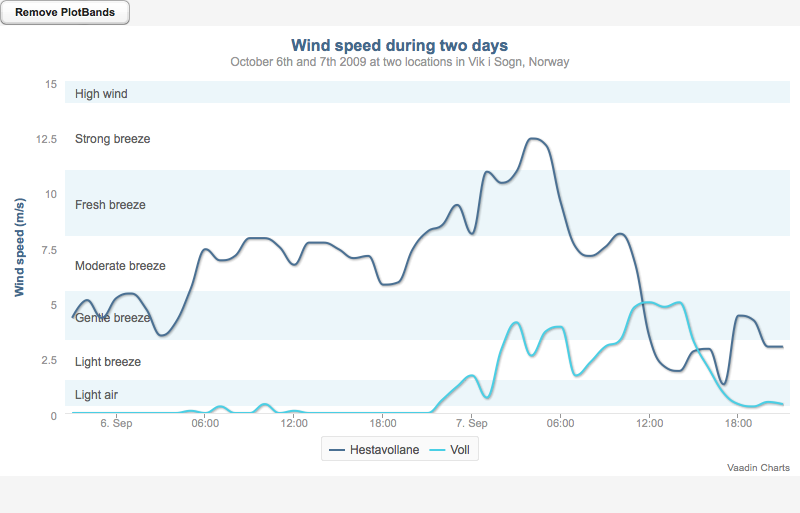 Remove PlotBands
Wind speed during two days
October 6th and 7th 2009 at two locations in Vik i Sogn, Norway
Wind speed (m/s)
15
High wind
12.5
Strong breeze
10
Fresh breeze
7.5
Moderate breeze
5
Gentle breeze
2.5
Light breeze
Light air
0
6. Sep 06:00 12:00 18:00 7. Sep 06:00 12:00 18:00
Hestavollane Voll
Vaadin Charts